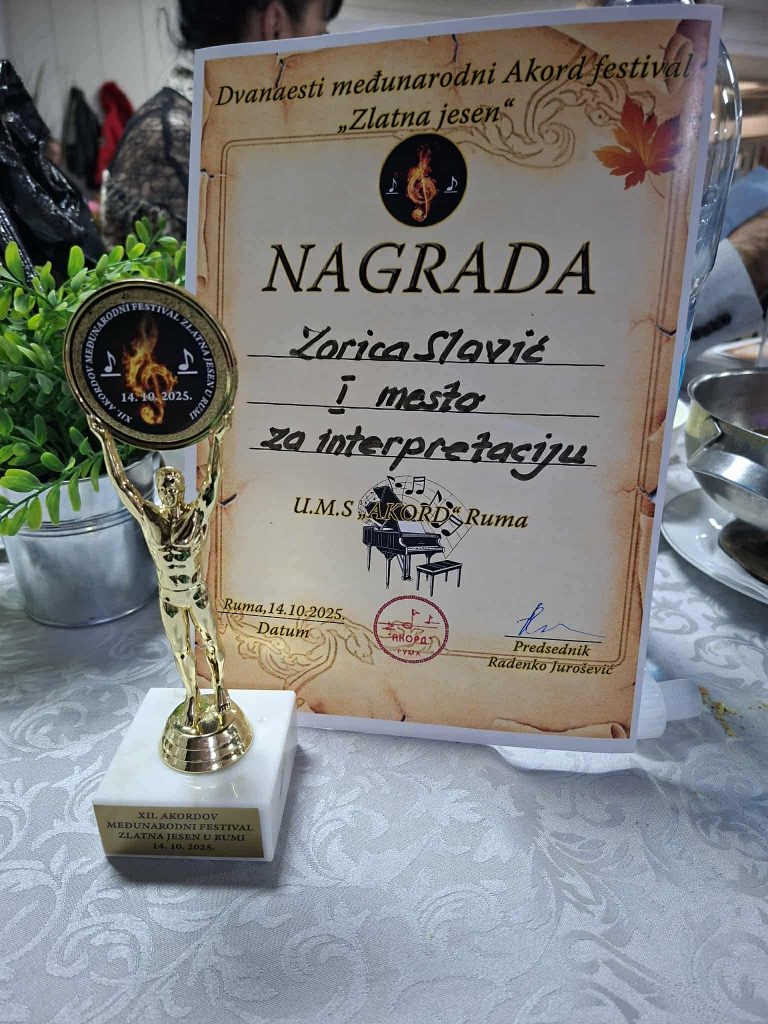 Dvanaesti međunarodni Akord festival
„Zlatna jesen“
NAGRADA
Zorica Slavić
I mesto
za interpretaciju
U.M.S „AKORD“ Ruma
Ruma,14.10.2025.
Datum
АКОРД
РУМА
Predsednik
Radenko Jurošević
XII. AKORDOV MEĐUNARODNI FESTIVAL ZLATNA JESEN U RUMI
14. 10. 2025.
XII. AKORDOV
MEĐUNARODNI FESTIVAL
ZLATNA JESEN U RUMI
14. 10. 2025.